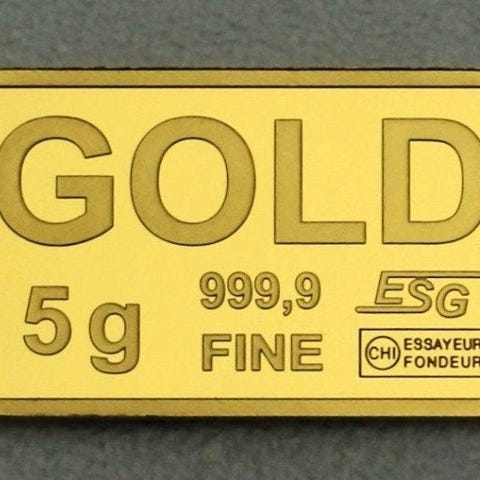 GOLD
5g
999,9
FINE
ESG
CHI
ESSAYEUR
FONDEUR